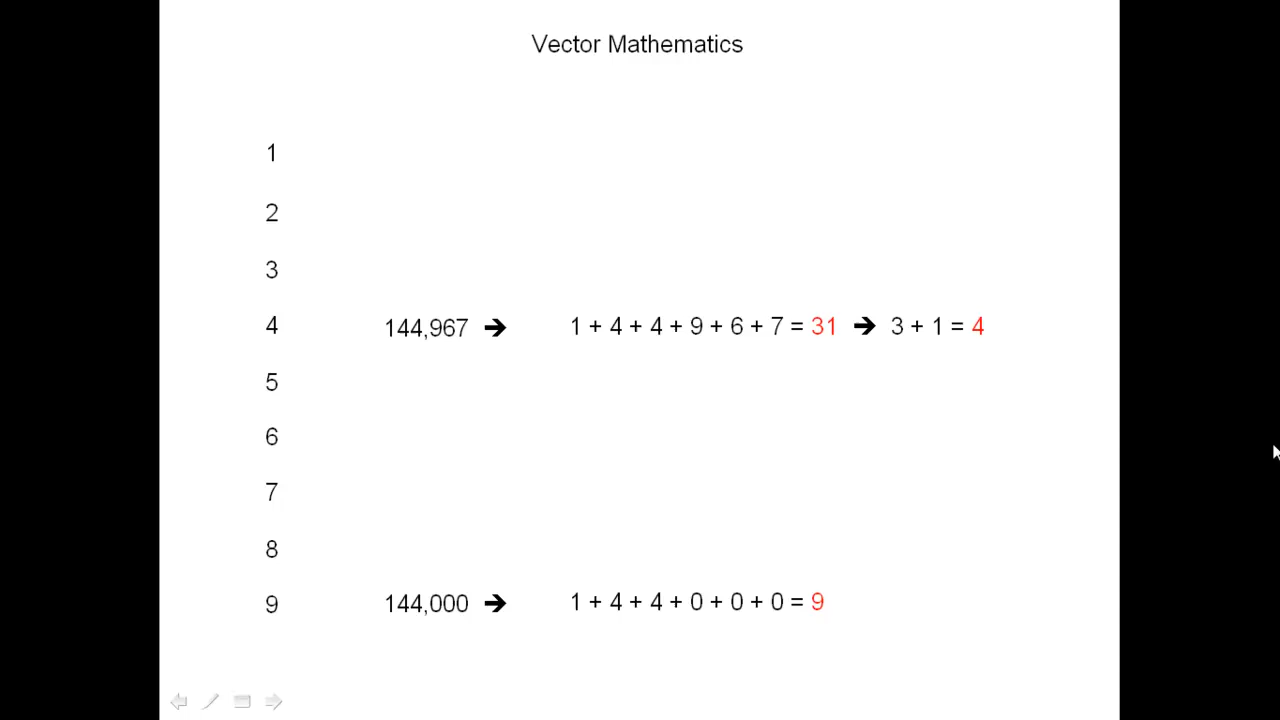 Vector Mathematics
1
2
3
4 144,967 ➔ 1 + 4 + 4 + 9 + 6 + 7 = 31 ➔ 3 + 1 = 4
5
6
7
8
9 144,000 ➔ 1 + 4 + 4 + 0 + 0 + 0 = 9